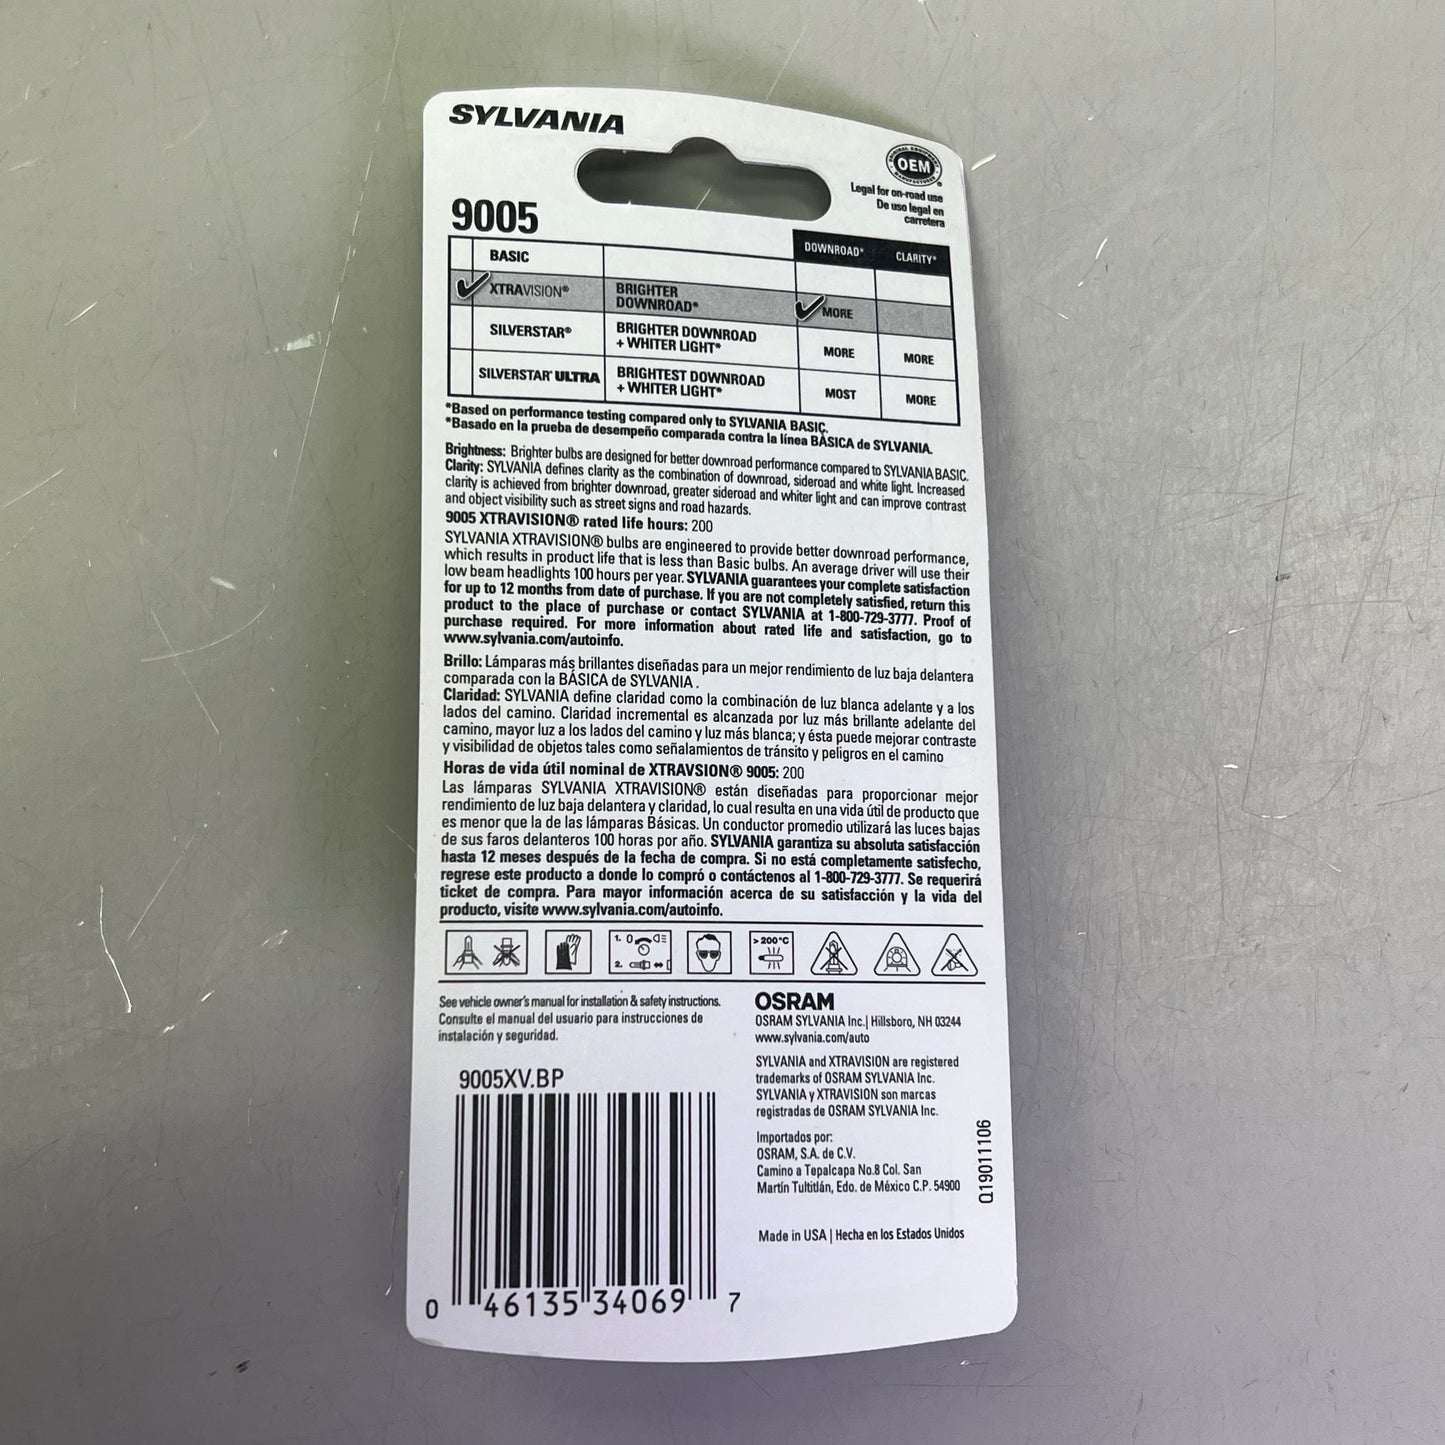 SYLVANIA
ORIGINAL EQUIPMENT
OEM
MANUFACTURER
®
Legal for on-road use
De uso legal en
carretera
9005
DOWNROAD* CLARITY*
BASIC
XTRAVISION® BRIGHTER
DOWNROAD* MORE
SILVERSTAR® BRIGHTER DOWNROAD
+ WHITER LIGHT* MORE MORE
SILVERSTAR® ULTRA BRIGHTEST DOWNROAD
+ WHITER LIGHT* MOST MORE
*Based on performance testing compared only to SYLVANIA BASIC.
*Basado en la prueba de desempeño comparada contra la línea BÁSICA de SYLVANIA.
Brightness: Brighter bulbs are designed for better downroad performance compared to SYLVANIA BASIC.
Clarity: SYLVANIA defines clarity as the combination of downroad, sideroad and white light. Increased
clarity is achieved from brighter downroad, greater sideroad and whiter light and can improve contrast
and object visibility such as street signs and road hazards.
9005 XTRAVISION® rated life hours: 200
SYLVANIA XTRAVISION® bulbs are engineered to provide better downroad performance,
which results in product life that is less than Basic bulbs. An average driver will use their
low beam headlights 100 hours per year. SYLVANIA guarantees your complete satisfaction
for up to 12 months from date of purchase. If you are not completely satisfied, return this
product to the place of purchase or contact SYLVANIA at 1-800-729-3777. Proof of
purchase required. For more information about rated life and satisfaction, go to
www.sylvania.com/autoinfo.
Brillo: Lámparas más brillantes diseñadas para un mejor rendimiento de luz baja delantera
comparada con la BÁSICA de SYLVANIA .
Claridad: SYLVANIA define claridad como la combinación de luz blanca adelante y a los
lados del camino. Claridad incremental es alcanzada por luz más brillante adelante del
camino, mayor luz a los lados del camino y luz más blanca; y ésta puede mejorar contraste
y visibilidad de objetos tales como señalamientos de tránsito y peligros en el camino
Horas de vida útil nominal de XTRAVSION® 9005: 200
Las lámparas SYLVANIA XTRAVISION® están diseñadas para proporcionar mejor
rendimiento de luz baja delantera y claridad, lo cual resulta en una vida útil de producto que
es menor que la de las lámparas Básicas. Un conductor promedio utilizará las luces bajas
de sus faros delanteros 100 horas por año. SYLVANIA garantiza su absoluta satisfacción
hasta 12 meses después de la fecha de compra. Si no está completamente satisfecho,
regrese este producto a donde lo compró o contáctenos al 1-800-729-3777. Se requerirá
ticket de compra. Para mayor información acerca de su satisfacción y la vida del
producto, visite www.sylvania.com/autoinfo.
1. 0
2.
>200°C
See vehicle owner's manual for installation & safety instructions.
Consulte el manual del usuario para instrucciones de
instalación y seguridad.
9005XV.BP
0 46135 34069 7
OSRAM
OSRAM SYLVANIA Inc.| Hillsboro, NH 03244
www.sylvania.com/auto
SYLVANIA and XTRAVISION are registered
trademarks of OSRAM SYLVANIA Inc.
SYLVANIA y XTRAVISION son marcas
registradas de OSRAM SYLVANIA Inc.
Importados por:
OSRAM, S.A. de C.V.
Camino a Tepalcapa No.8 Col. San
Martín Tultitlán, Edo. de México C.P. 54900
Made in USA | Hecha en los Estados Unidos
Q19011106